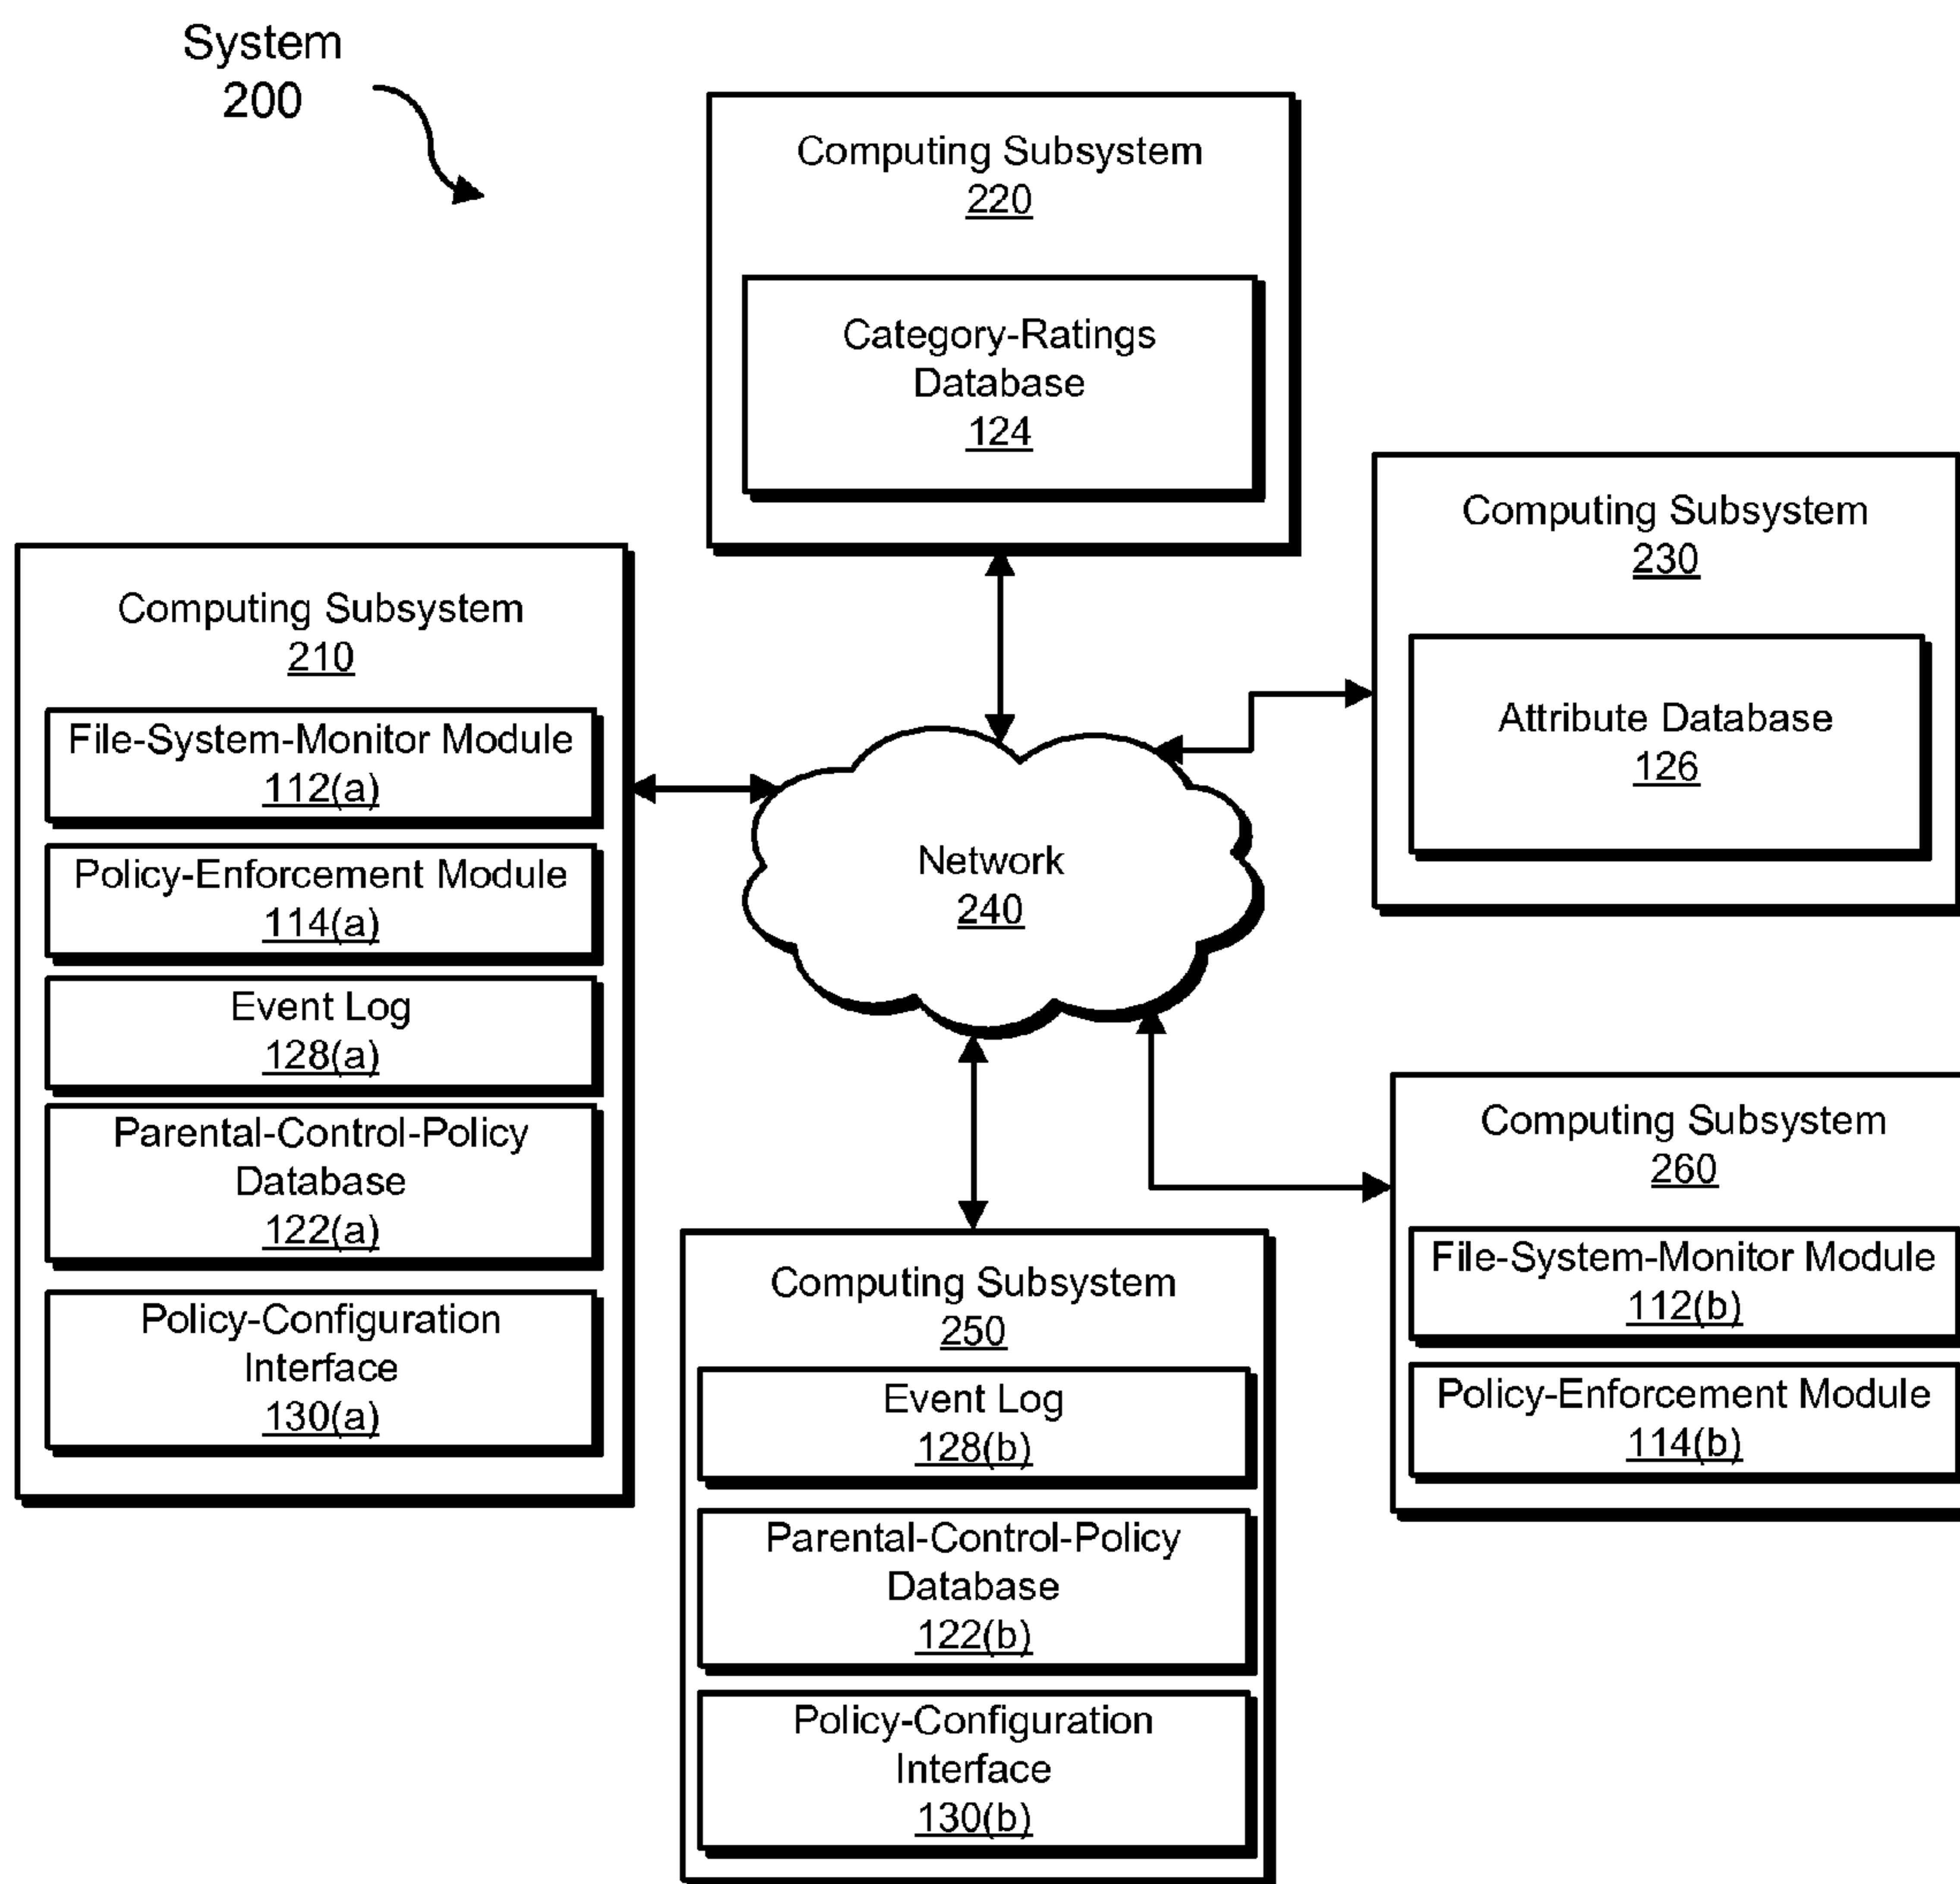 System
200
Computing Subsystem
220
Category-Ratings
Database
124
Computing Subsystem
230
Attribute Database
126
Computing Subsystem
210
File-System-Monitor Module
112(a)
Policy-Enforcement Module
114(a)
Event Log
128(a)
Parental-Control-Policy
Database
122(a)
Policy-Configuration
Interface
130(a)
Network
240
Computing Subsystem
250
Event Log
128(b)
Parental-Control-Policy
Database
122(b)
Policy-Configuration
Interface
130(b)
Computing Subsystem
260
File-System-Monitor Module
112(b)
Policy-Enforcement Module
114(b)